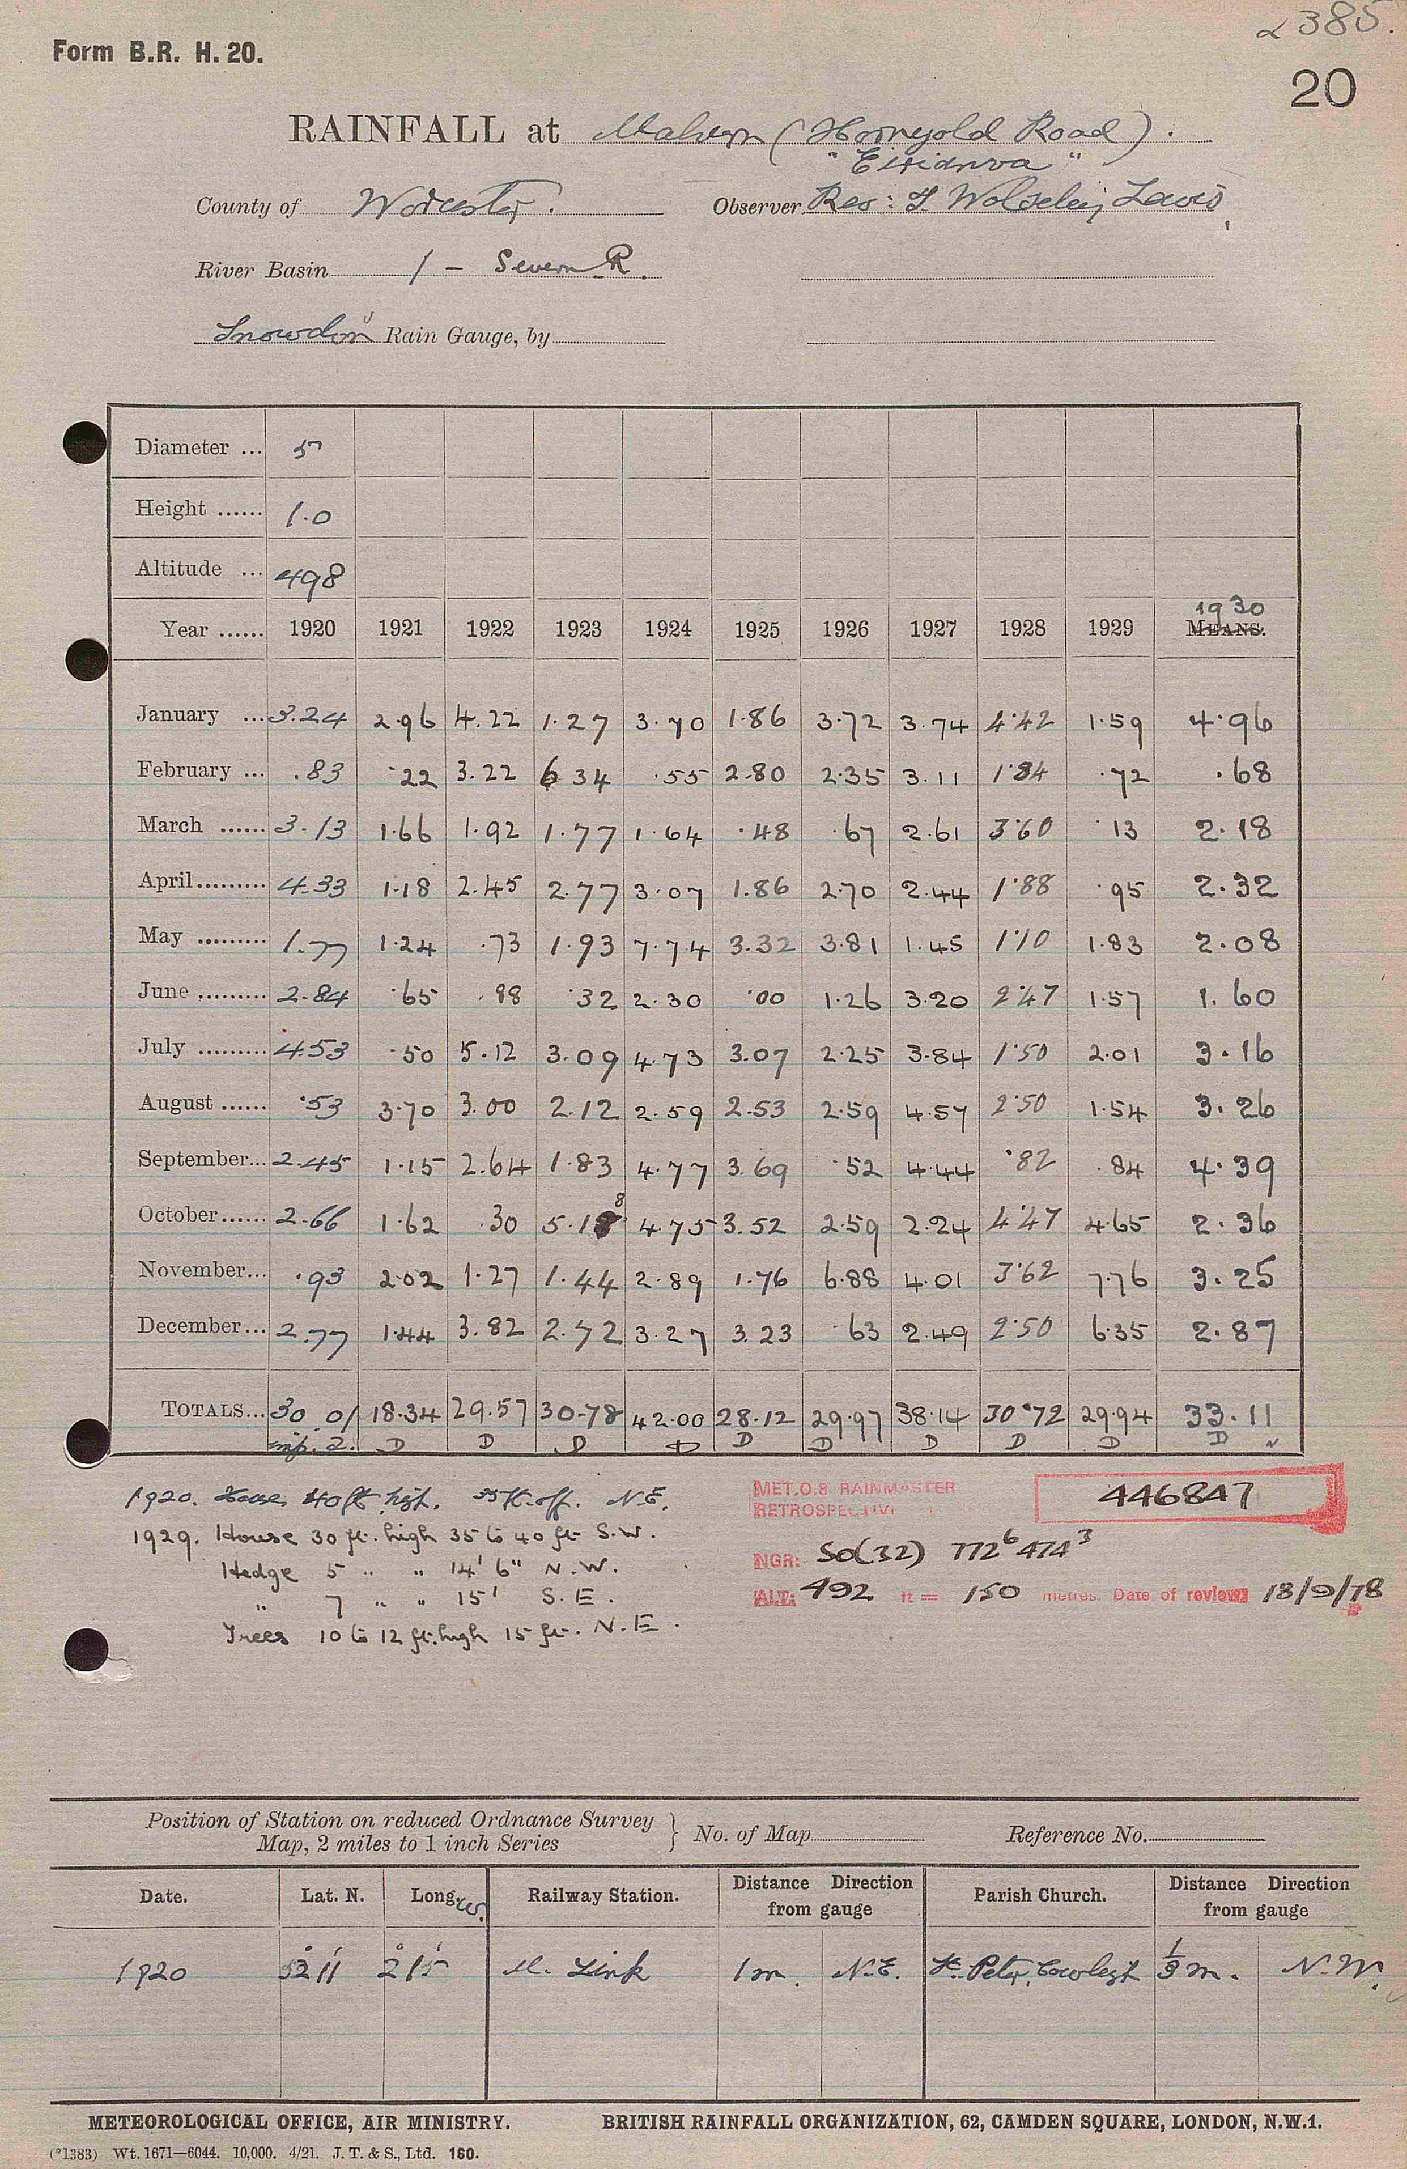 2385.
Form B.R. H. 20.
20
RAINFALL at Malvern (Hornyold Road).
County of Worcester. Observer Rev: F Wolseley Lewis
River Basin 1 - Severn R.
Snowdon Rain Gauge, by
Diameter ... 5
Height ...... 1.0
Altitude ... 498
Year ...... 1920 1921 1922 1923 1924 1925 1926 1927 1928 1929 MEANS. 1930
January ... 3.24 2.96 4.22 1.27 3.70 1.86 3.72 3.74 4.42 1.59 4.96
February ... .83 .22 3.22 6 34 .55 2.80 2.35 3.11 1.84 .72 .68
March ...... 3.13 1.66 1.92 1.77 1.64 .48 .67 2.61 3.60 .13 2.18
April......... 4.33 1.18 2.45 2.77 3.07 1.86 2.70 2.44 1.88 .95 2.32
May ......... 1.77 1.24 .73 1.93 7.74 3.32 3.81 1.45 1.10 1.83 2.08
June ......... 2.84 .65 .88 .32 2.30 .00 1.26 3.20 2.47 1.57 1.60
July ......... 4.53 .50 5.12 3.09 4.73 3.07 2.25 3.84 1.50 2.01 3.16
August ...... .53 3.70 3.00 2.12 2.59 2.53 2.59 4.57 2.50 1.54 3.26
September... 2.45 1.15 2.64 1.83 4.77 3.69 .52 4.44 .82 .84 4.39
October...... 2.66 1.62 .30 5.18 4.75 3.52 2.59 2.24 4.47 4.65 2.36
November... .93 2.02 1.27 1.44 2.89 1.76 6.88 4.01 3.62 7.76 3.25
December... 2.77 1.44 3.82 2.72 3.27 3.23 .63 2.49 2.50 6.35 2.87
TOTALS... 30.01 18.34 29.57 30.78 42.00 28.12 29.97 38.14 30.72 29.94 33.11
D D D D D D D D D D
1920. House 40 ft. high. 35 ft. off. N.E.
1929. House 30 ft. high 35 to 40 ft. S.W.
Hedge 5 " " 14' 6" N.W.
" 7 " " 15' S.E.
Trees 10 to 12 ft. high 15 ft. N.E.
MET.O.8 RAINMASTER
RETROSPECTIVE
446847
NGR: SO(32) 772⁶ 474³
ALT: 492 ft = 150 metres. Date of review 13/9/78
Position of Station on reduced Ordnance Survey
Map, 2 miles to 1 inch Series } No. of Map Reference No.
Date. Lat. N. Long. W. Railway Station. Distance Direction from gauge Parish Church. Distance Direction from gauge
1920 52° 11' 2° 15' M. Link 1 m. N.E. St. Peter, Cowleigh 1/3 m. N.W.
METEOROLOGICAL OFFICE, AIR MINISTRY. BRITISH RAINFALL ORGANIZATION, 62, CAMDEN SQUARE, LONDON, N.W.1.
(*1383) Wt. 1671—6044. 10,000. 4/21. J. T. & S., Ltd. 160.